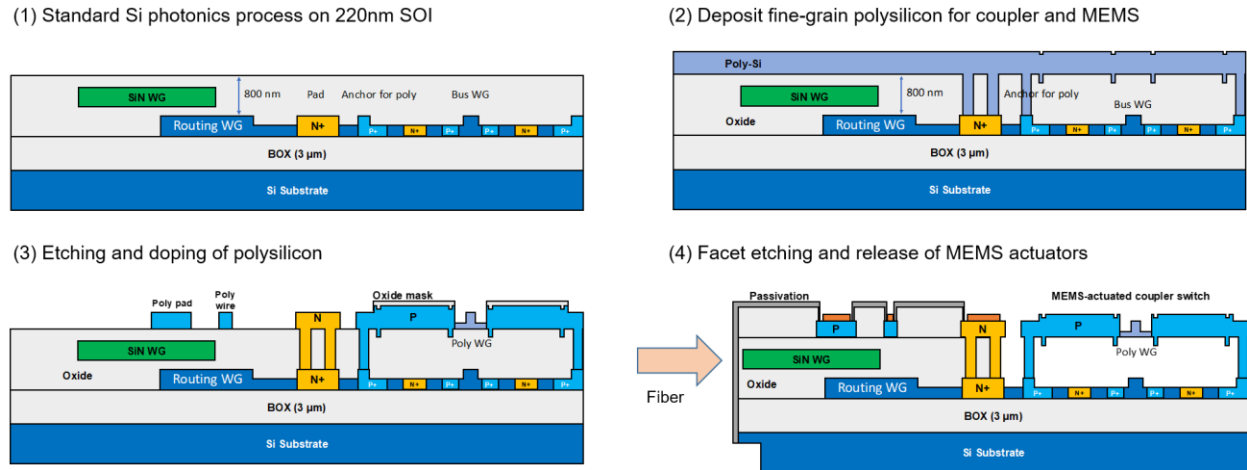 (1) Standard Si photonics process on 220nm SOI
SiN WG
800 nm
Pad
Anchor for poly
Bus WG
Routing WG
N+
P+
N+
P+
P+
N+
P+
BOX (3 μm)
Si Substrate
(2) Deposit fine-grain polysilicon for coupler and MEMS
Poly-Si
SiN WG
800 nm
Anchor for poly
Bus WG
Oxide
Routing WG
N+
P+
N+
P+
P+
N+
P+
BOX (3 μm)
Si Substrate
(3) Etching and doping of polysilicon
Poly pad
Poly
wire
Oxide mask
N
P
SiN WG
Poly WG
Oxide
Routing WG
N+
P+
N+
P+
P+
N+
P+
BOX (3 μm)
Si Substrate
(4) Facet etching and release of MEMS actuators
Passivation
MEMS-actuated coupler switch
P
N
P
SiN WG
Poly WG
Fiber
Oxide
Routing WG
N+
P+
N+
P+
P+
N+
P+
BOX (3 μm)
Si Substrate